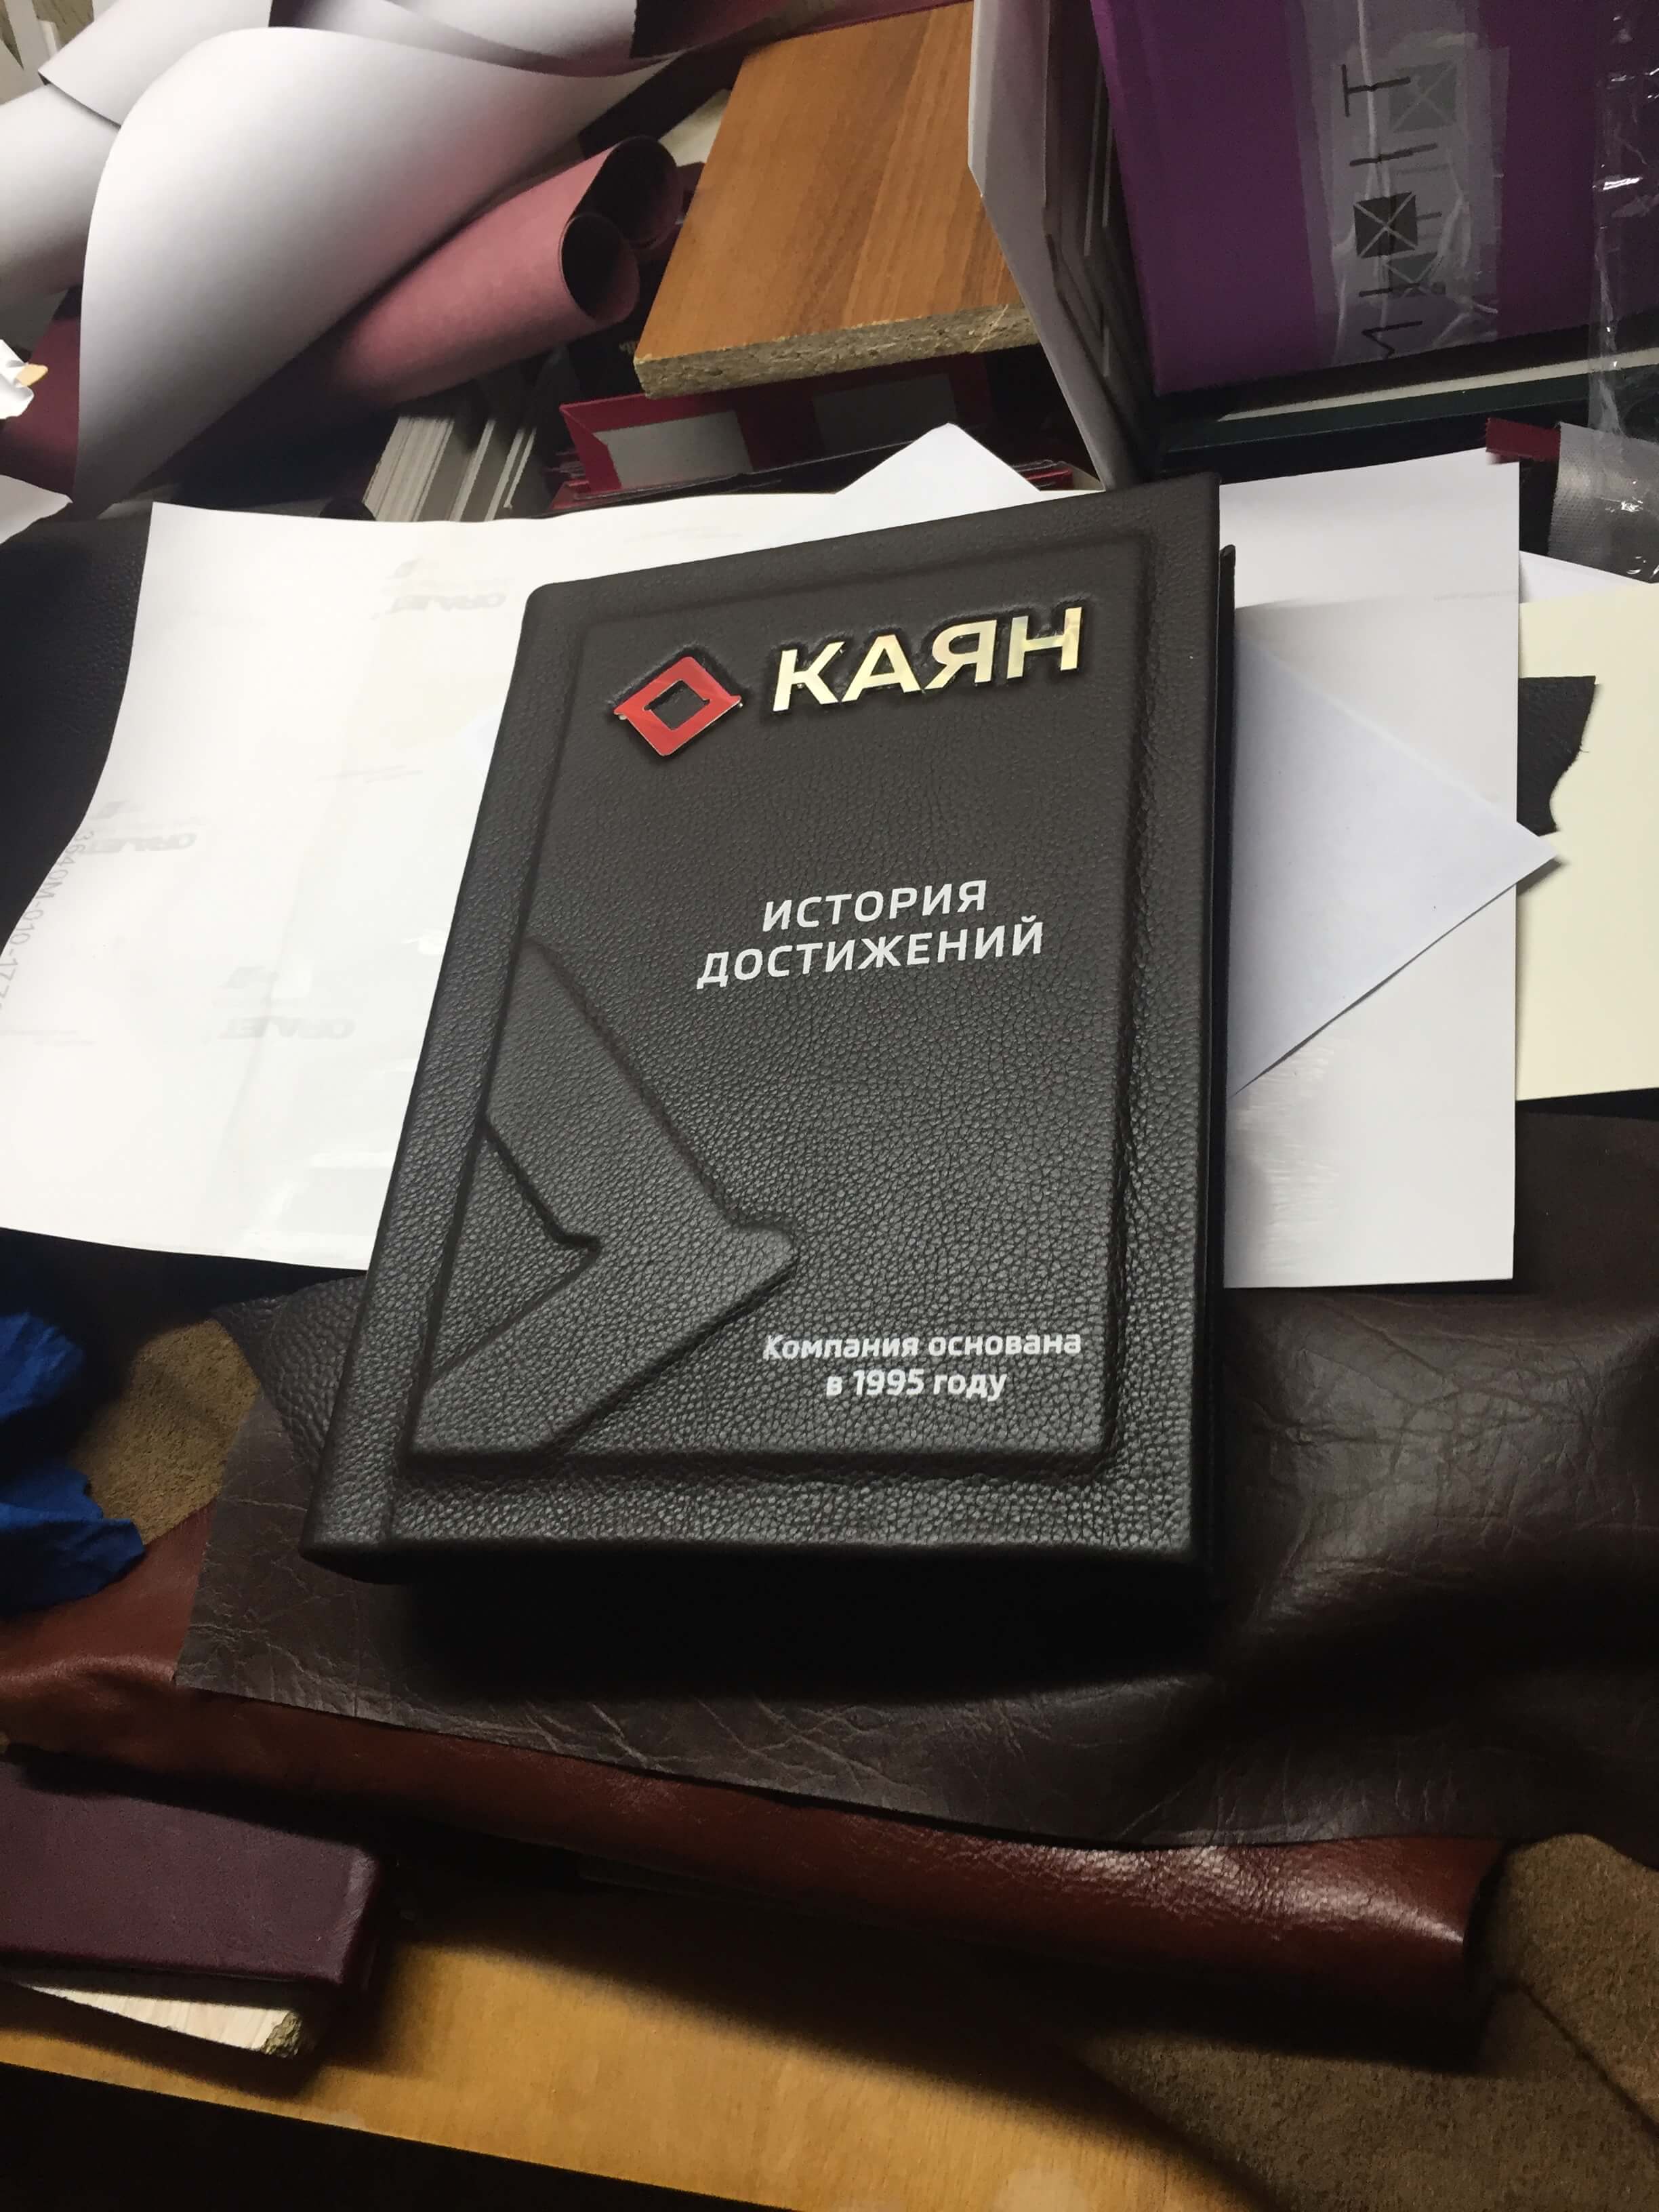 КАЯН
ИСТОРИЯ
ДОСТИЖЕНИЙ
Компания основана
в 1995 году